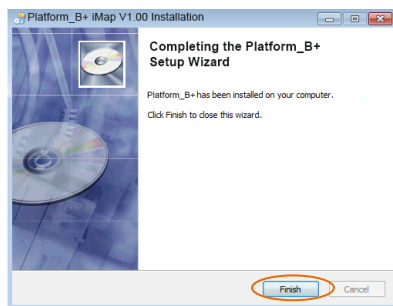 Platform_B+ iMap V1.00 Installation
Completing the Platform_B+
Setup Wizard
Platform_B+ has been installed on your computer.
Click Finish to close this wizard.
Finish
Cancel